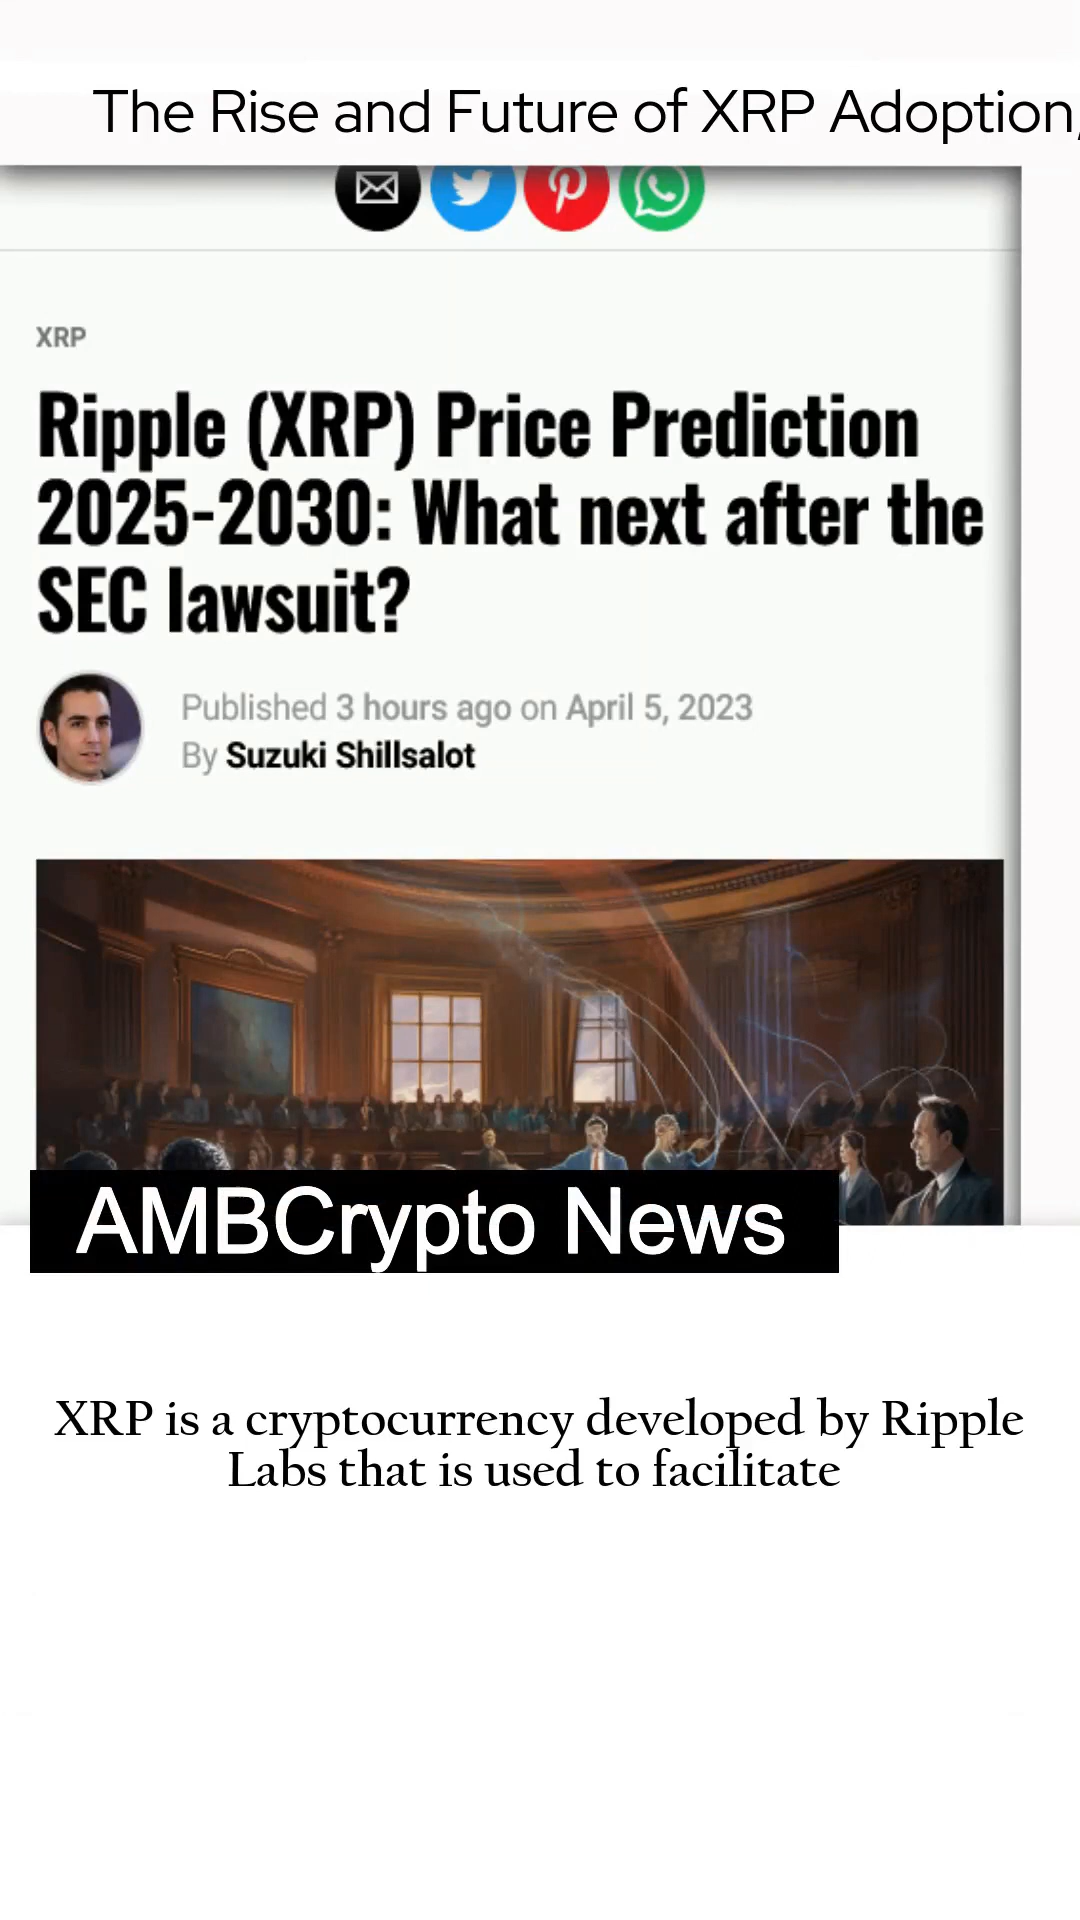 The Rise and Future of XRP Adoption,
XRP
Ripple (XRP) Price Prediction
2025-2030: What next after the
SEC lawsuit?
Published 3 hours ago on April 5, 2023
By Suzuki Shillsalot
AMBCrypto News
XRP is a cryptocurrency developed by Ripple
Labs that is used to facilitate